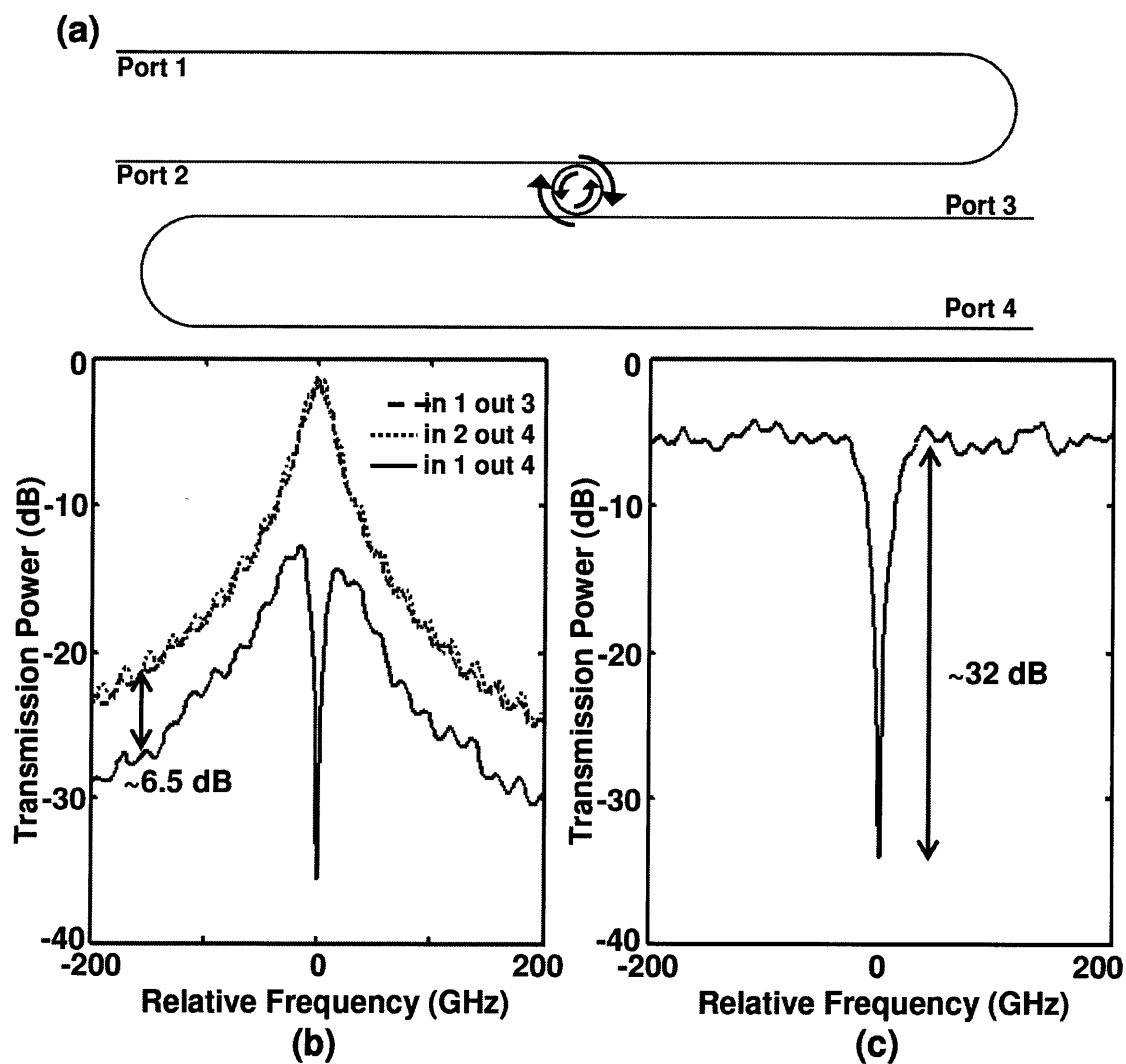 (a)
Port 1
Port 2
Port 3
Port 4
0
-10
-20
-30
-40
-200
0
200
Transmission Power (dB)
Relative Frequency (GHz)
in 1 out 3
in 2 out 4
in 1 out 4
~6.5 dB
(b)
0
-10
-20
-30
-40
-200
0
200
Transmission Power (dB)
Relative Frequency (GHz)
~32 dB
(c)